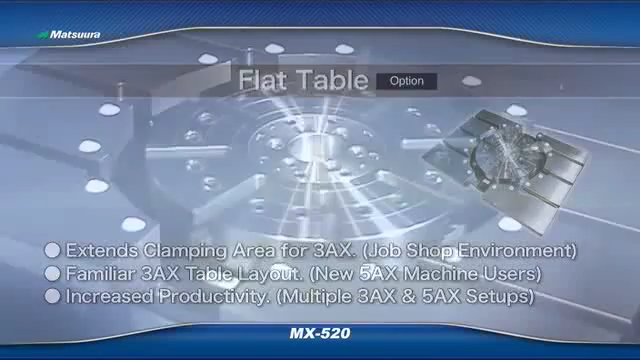 Matsuura
Flat Table Option
● Extends Clamping Area for 3AX. (Job Shop Environment)
● Familiar 3AX Table Layout. (New 5AX Machine Users)
● Increased Productivity. (Multiple 3AX & 5AX Setups)
MX-520